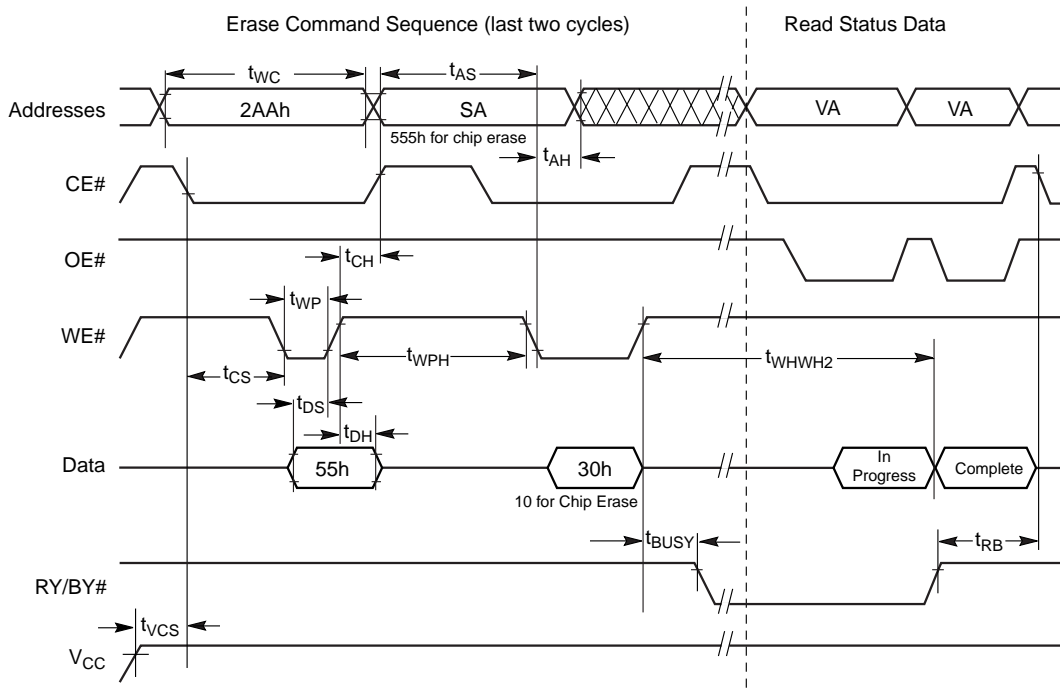 Erase Command Sequence (last two cycles)
Read Status Data
tWC
tAS
Addresses
2AAh
SA
VA
VA
555h for chip erase
tAH
CE#
OE#
tCH
tWP
WE#
tWPH
tWHWH2
tCS
tDS
tDH
Data
55h
30h
In
Progress
Complete
10 for Chip Erase
tBUSY
tRB
RY/BY#
tVCS
VCC